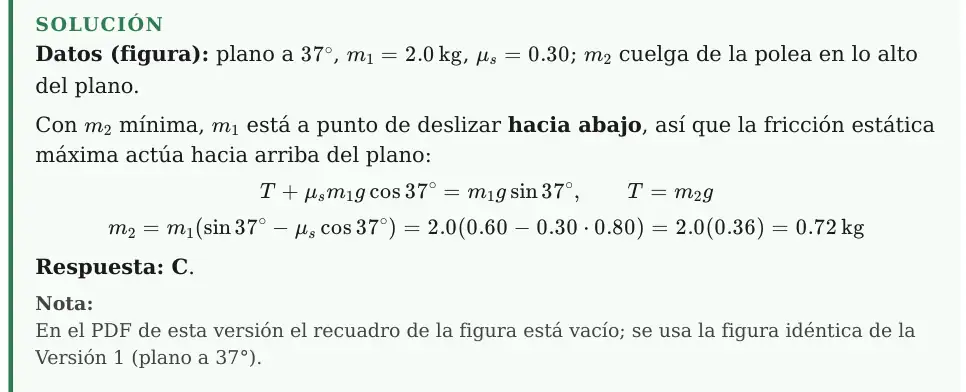 SOLUCIÓN
Datos (figura): plano a 37°, m₁ = 2.0 kg, μₛ = 0.30; m₂ cuelga de la polea en lo alto
del plano.
Con m₂ mínima, m₁ está a punto de deslizar hacia abajo, así que la fricción estática
máxima actúa hacia arriba del plano:
T + μₛm₁g cos 37° = m₁g sin 37°, T = m₂g
m₂ = m₁(sin 37° − μₛ cos 37°) = 2.0(0.60 − 0.30 · 0.80) = 2.0(0.36) = 0.72 kg
Respuesta: C.
Nota:
En el PDF de esta versión el recuadro de la figura está vacío; se usa la figura idéntica de la
Versión 1 (plano a 37°).